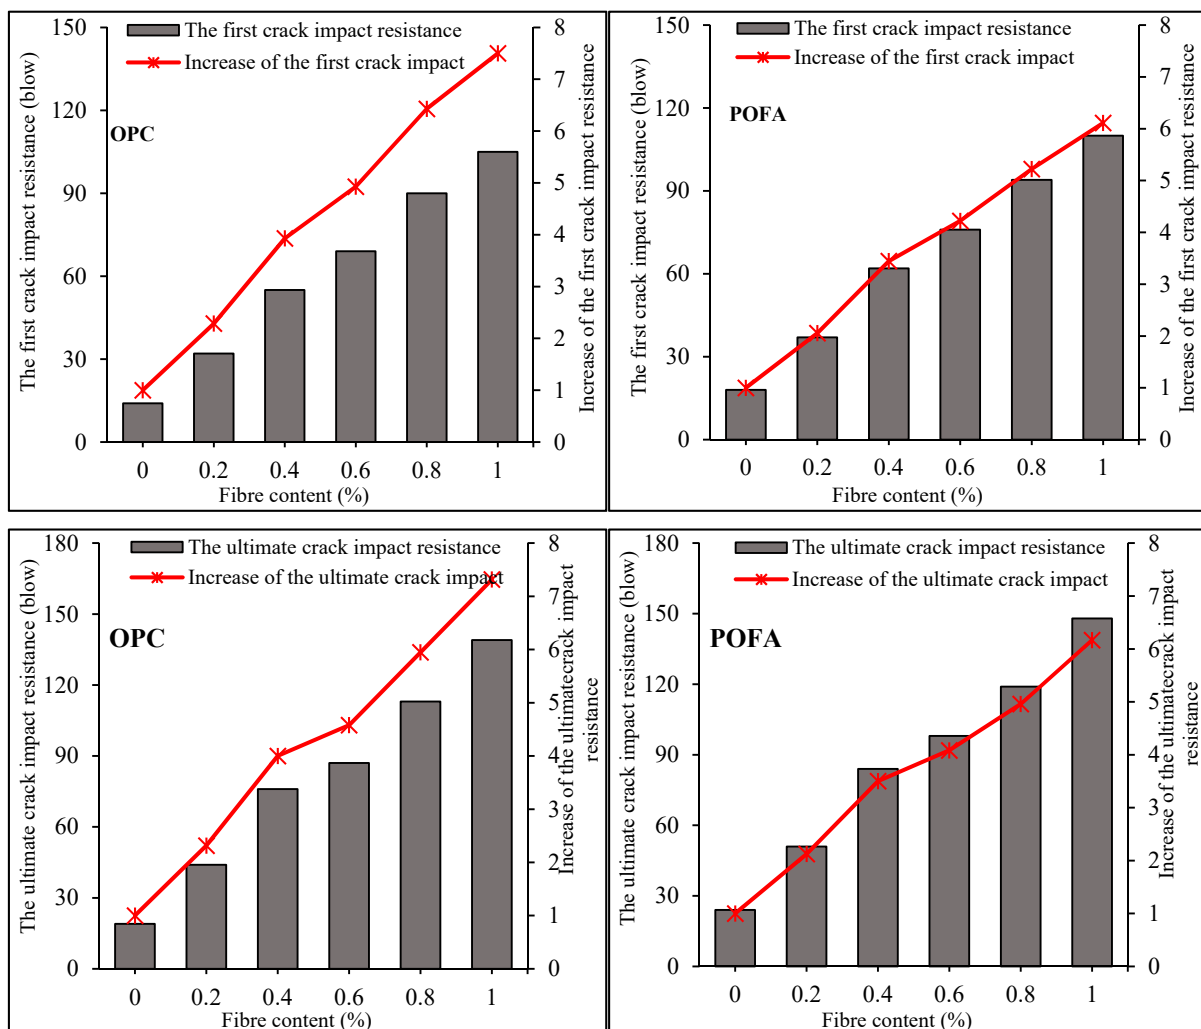 The first crack impact resistance
Increase of the first crack impact
OPC
The first crack impact resistance (blow)
150
120
90
60
30
0
8
7
6
5
4
3
2
1
0
Increase of the first crack impact resistance
0 0.2 0.4 0.6 0.8 1
Fibre content (%)
The first crack impact resistance
Increase of the first crack impact
POFA
The first crack impact resistance (blow)
150
120
90
60
30
0
8
7
6
5
4
3
2
1
0
Increase of the first crack impact resistance
0 0.2 0.4 0.6 0.8 1
Fibre content (%)
The ultimate crack impact resistance
Increase of the ultimate crack impact
OPC
The ultimate crack impact resistance (blow)
180
150
120
90
60
30
0
8
7
6
5
4
3
2
1
0
Increase of the ultimatecrack impact
resistance
0 0.2 0.4 0.6 0.8 1
Fibre content (%)
The ultimate crack impact resistance
Increase of the ultimate crack impact
POFA
The ultimate crack impact resistance (blow)
180
150
120
90
60
30
0
8
7
6
5
4
3
2
1
0
Increase of the ultimatecrack impact
resistance
0 0.2 0.4 0.6 0.8 1
Fibre content (%)